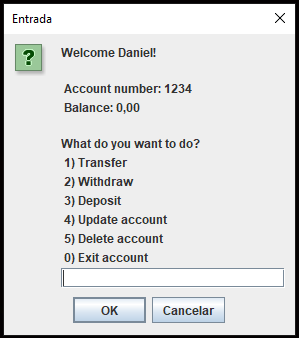 Entrada
Welcome Daniel!
Account number: 1234
Balance: 0,00
What do you want to do?
1) Transfer
2) Withdraw
3) Deposit
4) Update account
5) Delete account
0) Exit account
OK Cancelar